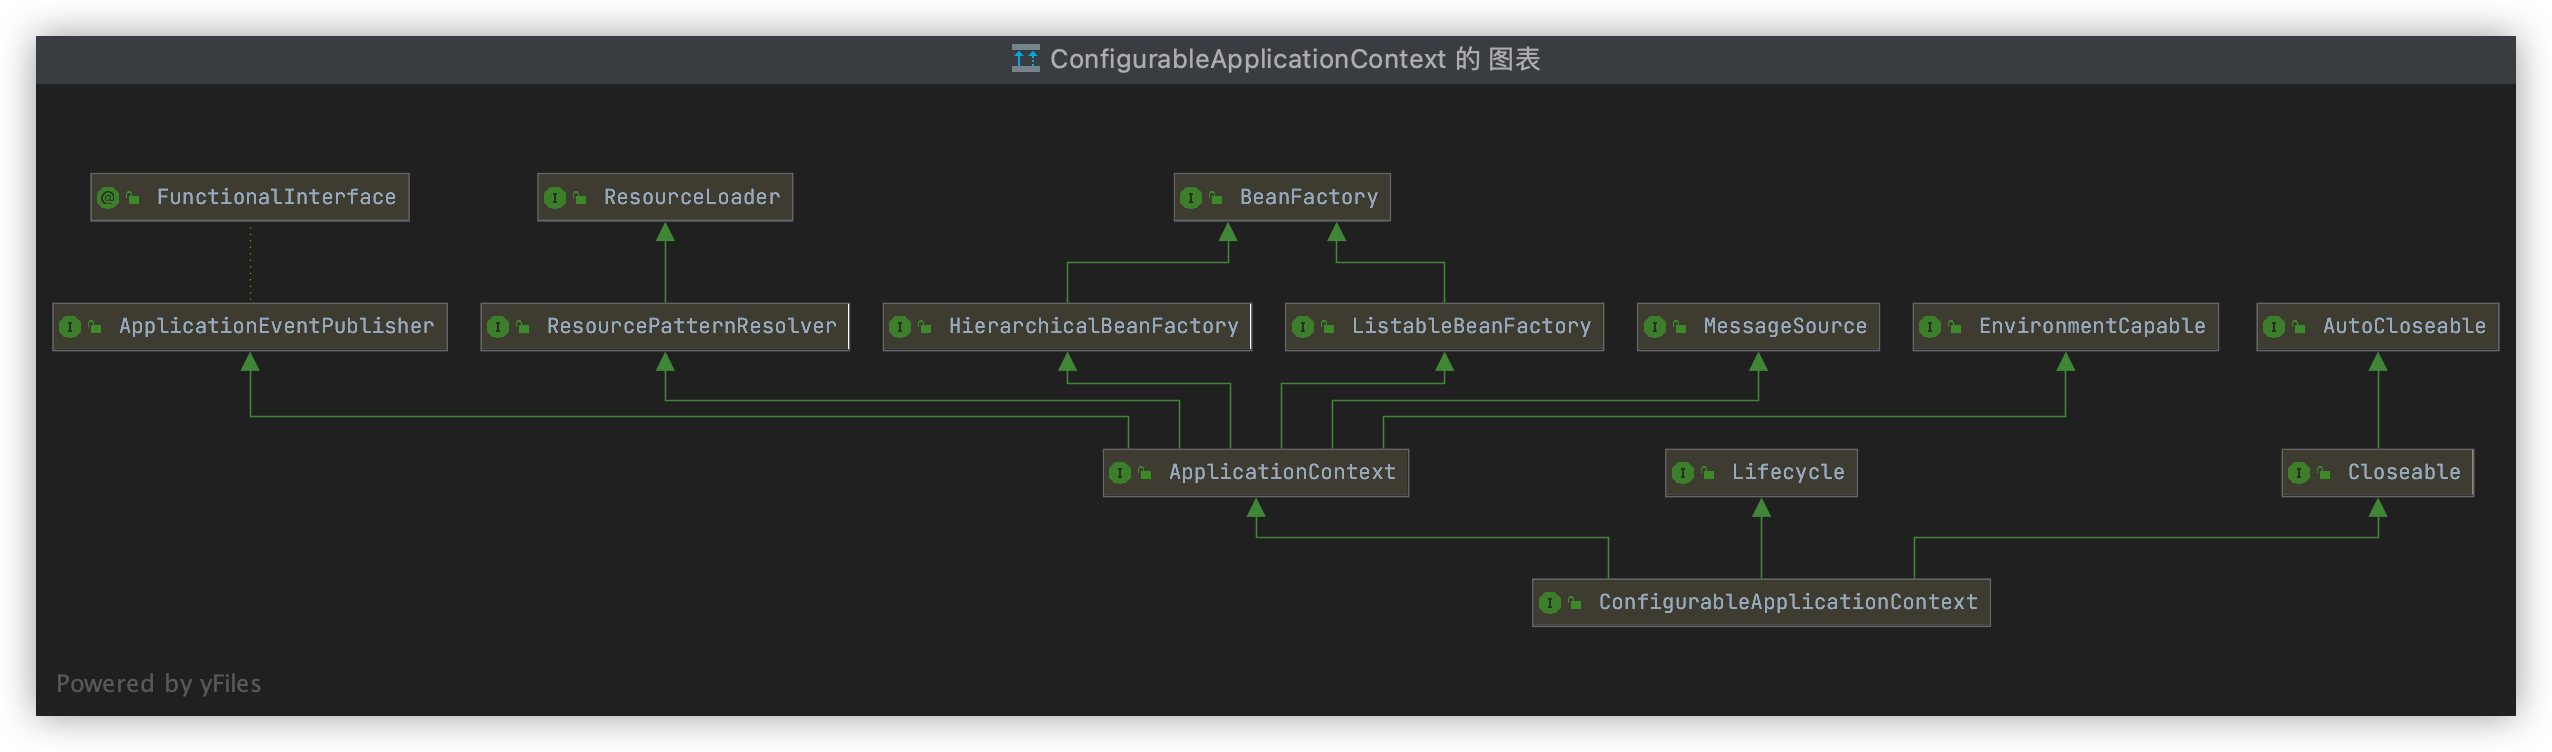 ConfigurableApplicationContext 的 图表
FunctionalInterface
ResourceLoader
BeanFactory
ApplicationEventPublisher
ResourcePatternResolver
HierarchicalBeanFactory
ListableBeanFactory
MessageSource
EnvironmentCapable
AutoCloseable
ApplicationContext
Lifecycle
Closeable
ConfigurableApplicationContext
Powered by yFiles